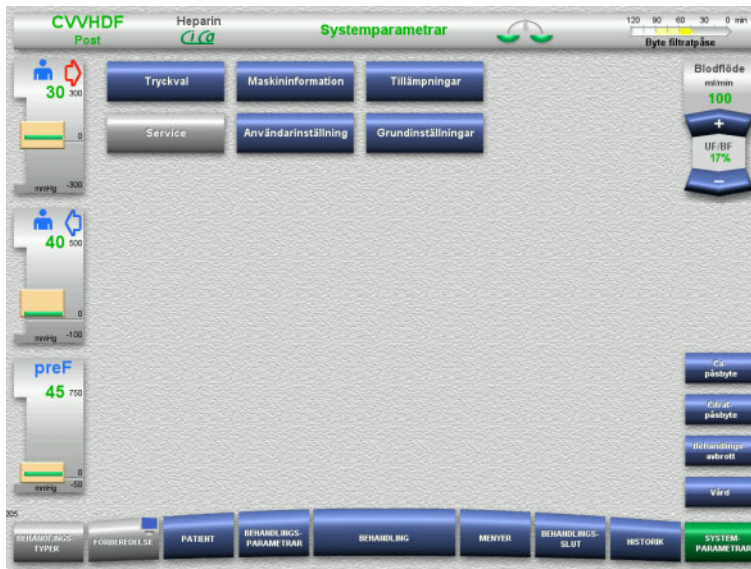 CVVHDF
Post
Heparin
Ci Ca
Systemparametrar
120 90 60 30 0 min
Byte filtratpåse
30
300
0
-300
mmHg
40
500
0
-100
mmHg
preF
45
750
0
-50
mmHg
Tryckval
Maskininformation
Tillämpningar
Service
Användarinställning
Grundinställningar
Blodflöde
ml/min
100
+
UF/BF
17%
−
Ca-
påsbyte
Citrat-
påsbyte
Behandlings-
avbrott
Vård
205
BEHANDLINGS-
TYPER
FÖRBEREDELSE
PATIENT
BEHANDLINGS-
PARAMETRAR
BEHANDLING
MENYER
BEHANDLINGS-
SLUT
HISTORIK
SYSTEM-
PARAMETRAR